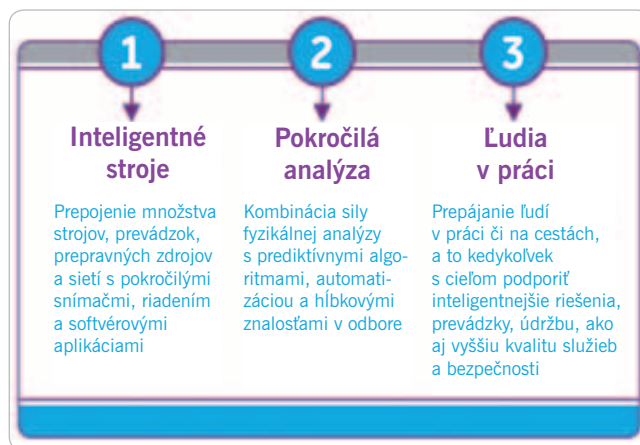 1
Inteligentné
stroje
Prepojenie množstva
strojov, prevádzok,
prepravných zdrojov
a sietí s pokročilými
snímačmi, riadením
a softvérovými
aplikáciami
2
Pokročilá
analýza
Kombinácia sily
fyzikálnej analýzy
s prediktívnymi algo-
ritmami, automati-
záciou a hĺbkovými
znalosťami v odbore
3
Ľudia
v práci
Prepájanie ľudí
v práci či na cestách,
a to kedykoľvek
s cieľom podporiť
inteligentnejšie riešenia,
prevádzky, údržbu, ako
aj vyššiu kvalitu služieb
a bezpečnosti